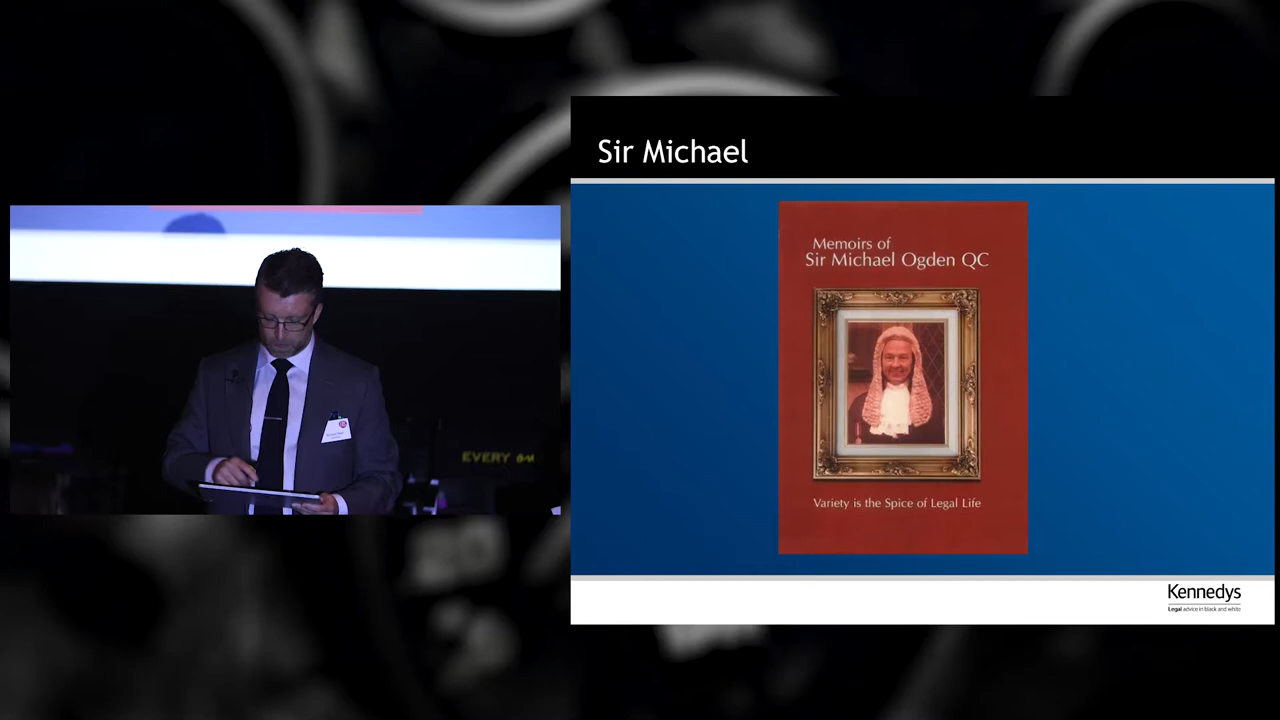 Sir Michael
Memoirs of
Sir Michael Ogden QC
Variety is the Spice of Legal Life
EVERY
Kennedys
Legal advice in black and white